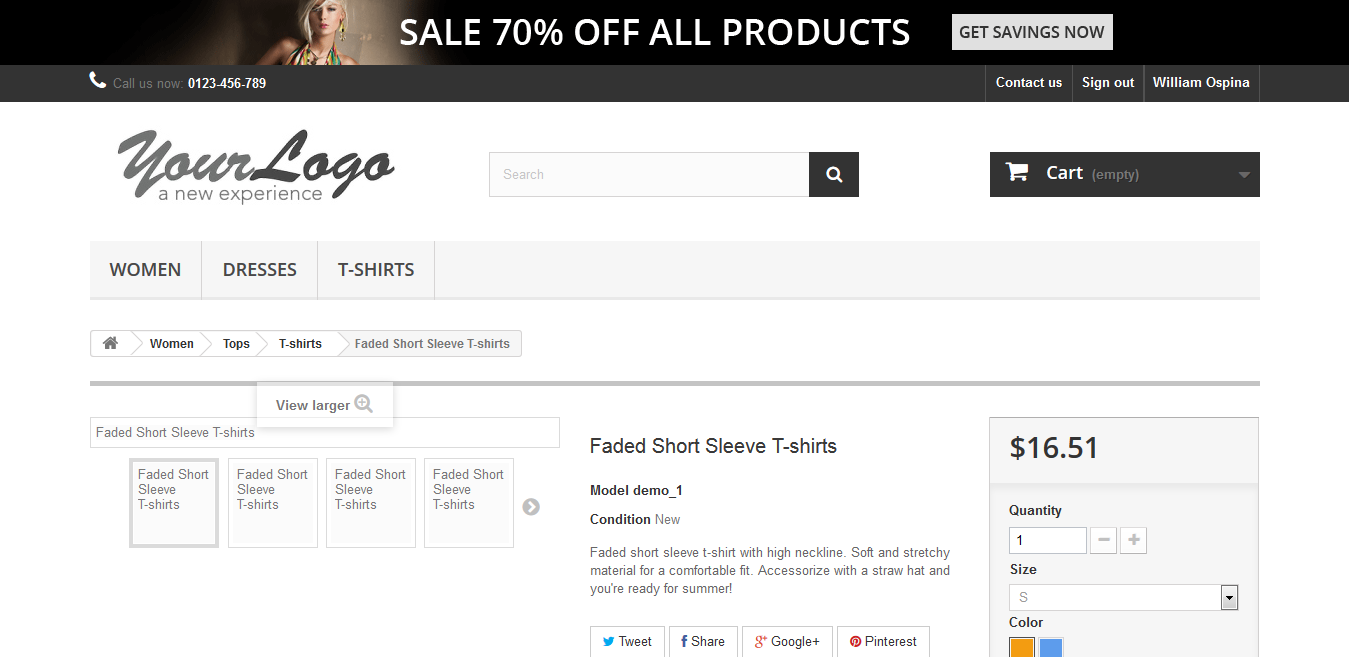 SALE 70% OFF ALL PRODUCTS
GET SAVINGS NOW
Call us now: 0123-456-789
Contact us
Sign out
William Ospina
Your Logo
a new experience
Search
Cart (empty)
WOMEN
DRESSES
T-SHIRTS
Women
Tops
T-shirts
Faded Short Sleeve T-shirts
View larger
Faded Short Sleeve T-shirts
Faded Short
Sleeve
T-shirts
Faded Short
Sleeve
T-shirts
Faded Short
Sleeve
T-shirts
Faded Short
Sleeve
T-shirts
Faded Short Sleeve T-shirts
Model demo_1
Condition New
Faded short sleeve t-shirt with high neckline. Soft and stretchy
material for a comfortable fit. Accessorize with a straw hat and
you're ready for summer!
Tweet
Share
Google+
Pinterest
$16.51
Quantity
1
Size
S
Color